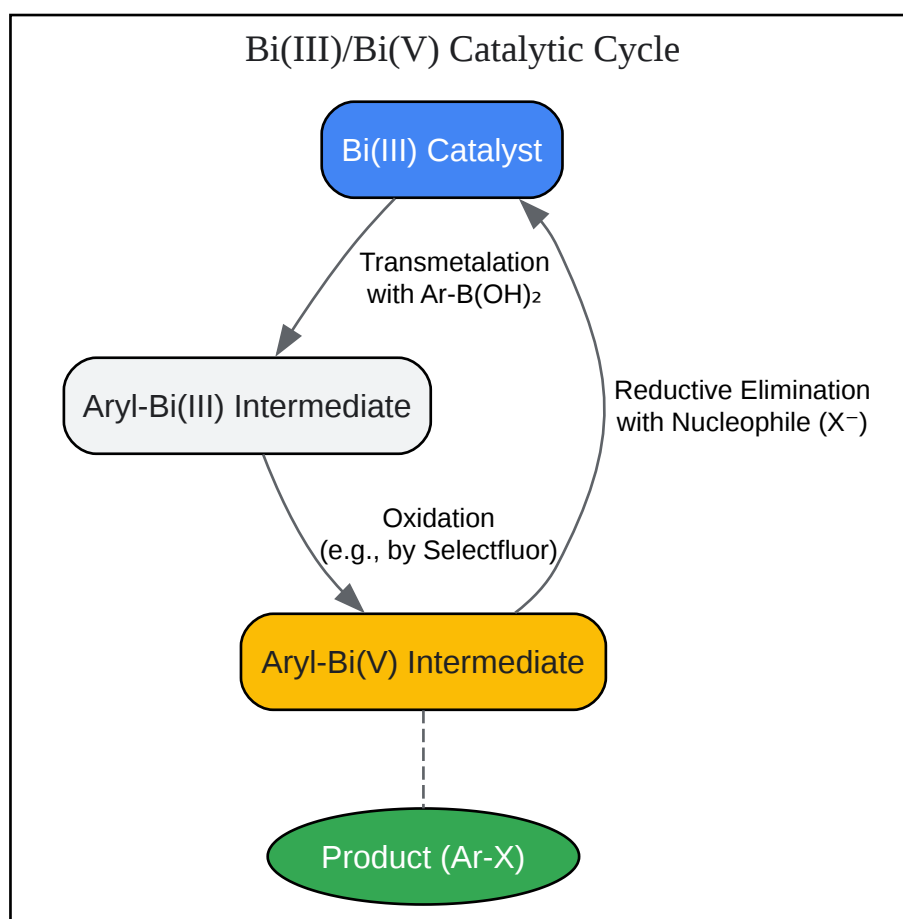 Bi(III)/Bi(V) Catalytic Cycle
Bi(III) Catalyst
Transmetalation
with Ar-B(OH)₂
Aryl-Bi(III) Intermediate
Reductive Elimination
with Nucleophile (X⁻)
Oxidation
(e.g., by Selectfluor)
Aryl-Bi(V) Intermediate
Product (Ar-X)